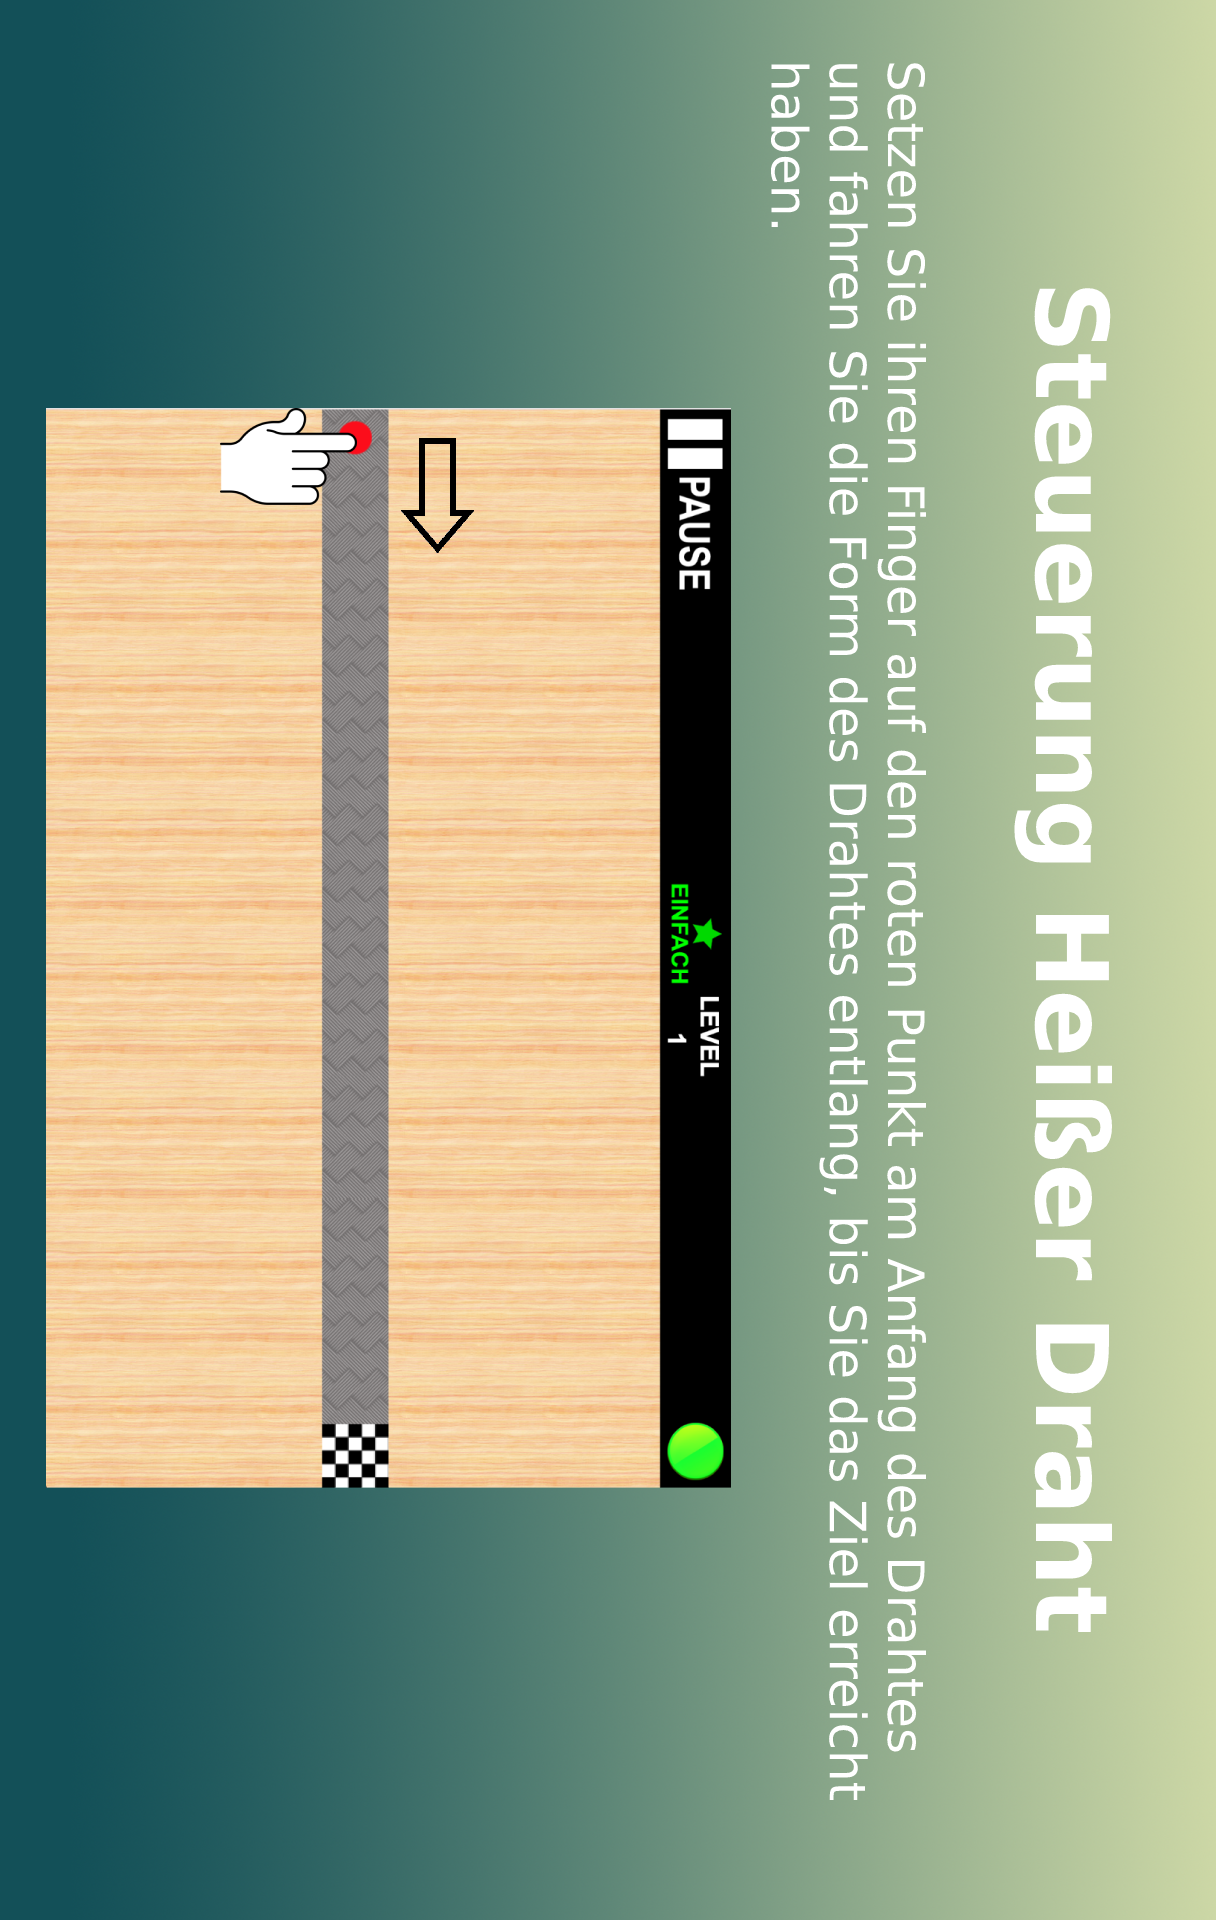 Steuerung Heißer Draht
Setzen Sie ihren Finger auf den roten Punkt am Anfang des Drahtes
und fahren Sie die Form des Drahtes entlang, bis Sie das Ziel erreicht
haben.
PAUSE
EINFACH
LEVEL
1